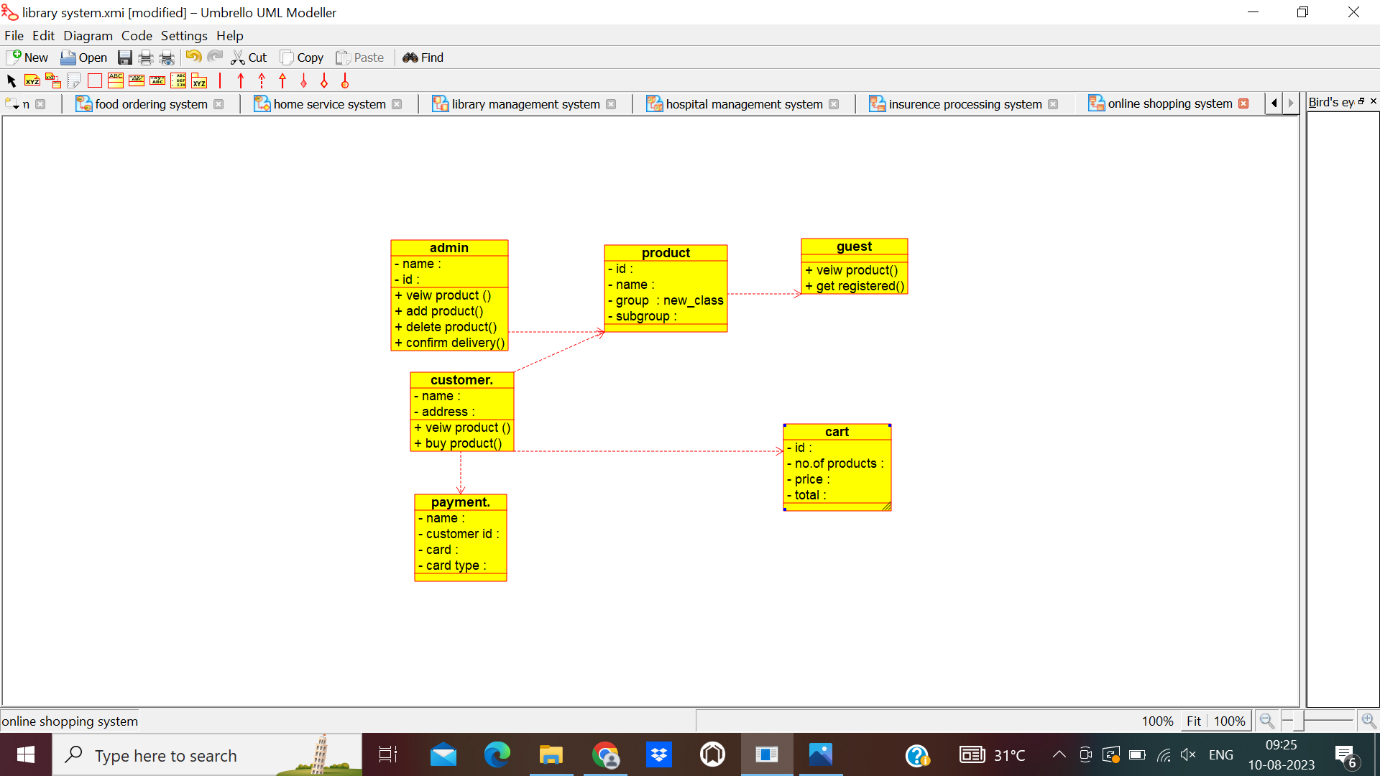 library system.xmi [modified] – Umbrello UML Modeller
File Edit Diagram Code Settings Help
New Open Cut Copy Paste Find
n food ordering system home service system library management system hospital management system insurence processing system online shopping system Bird's ey
admin
- name :
- id :
+ veiw product ()
+ add product()
+ delete product()
+ confirm delivery()
product
- id :
- name :
- group : new_class
- subgroup :
guest
+ veiw product()
+ get registered()
customer.
- name :
- address :
+ veiw product ()
+ buy product()
cart
- id :
- no.of products :
- price :
- total :
payment.
- name :
- customer id :
- card :
- card type :
online shopping system 100% Fit 100%
Type here to search 31°C ENG 09:25
10-08-2023 6